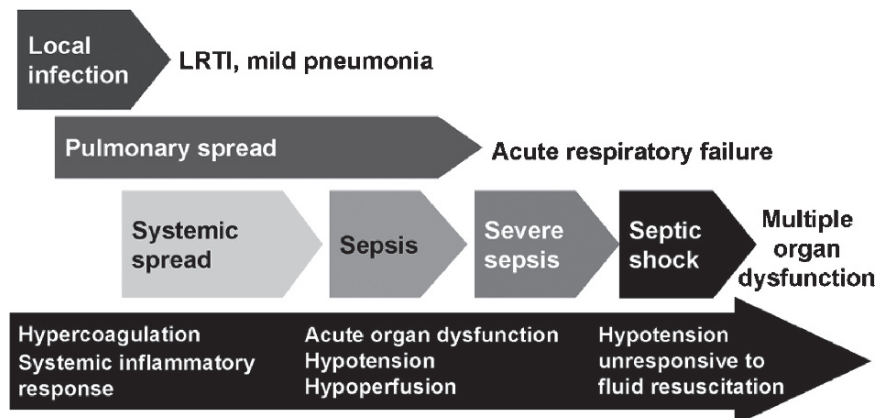 Local
infection
LRTI, mild pneumonia
Pulmonary spread
Acute respiratory failure
Systemic
spread
Sepsis
Severe
sepsis
Septic
shock
Multiple
organ
dysfunction
Hypercoagulation
Systemic inflammatory
response
Acute organ dysfunction
Hypotension
Hypoperfusion
Hypotension
unresponsive to
fluid resuscitation